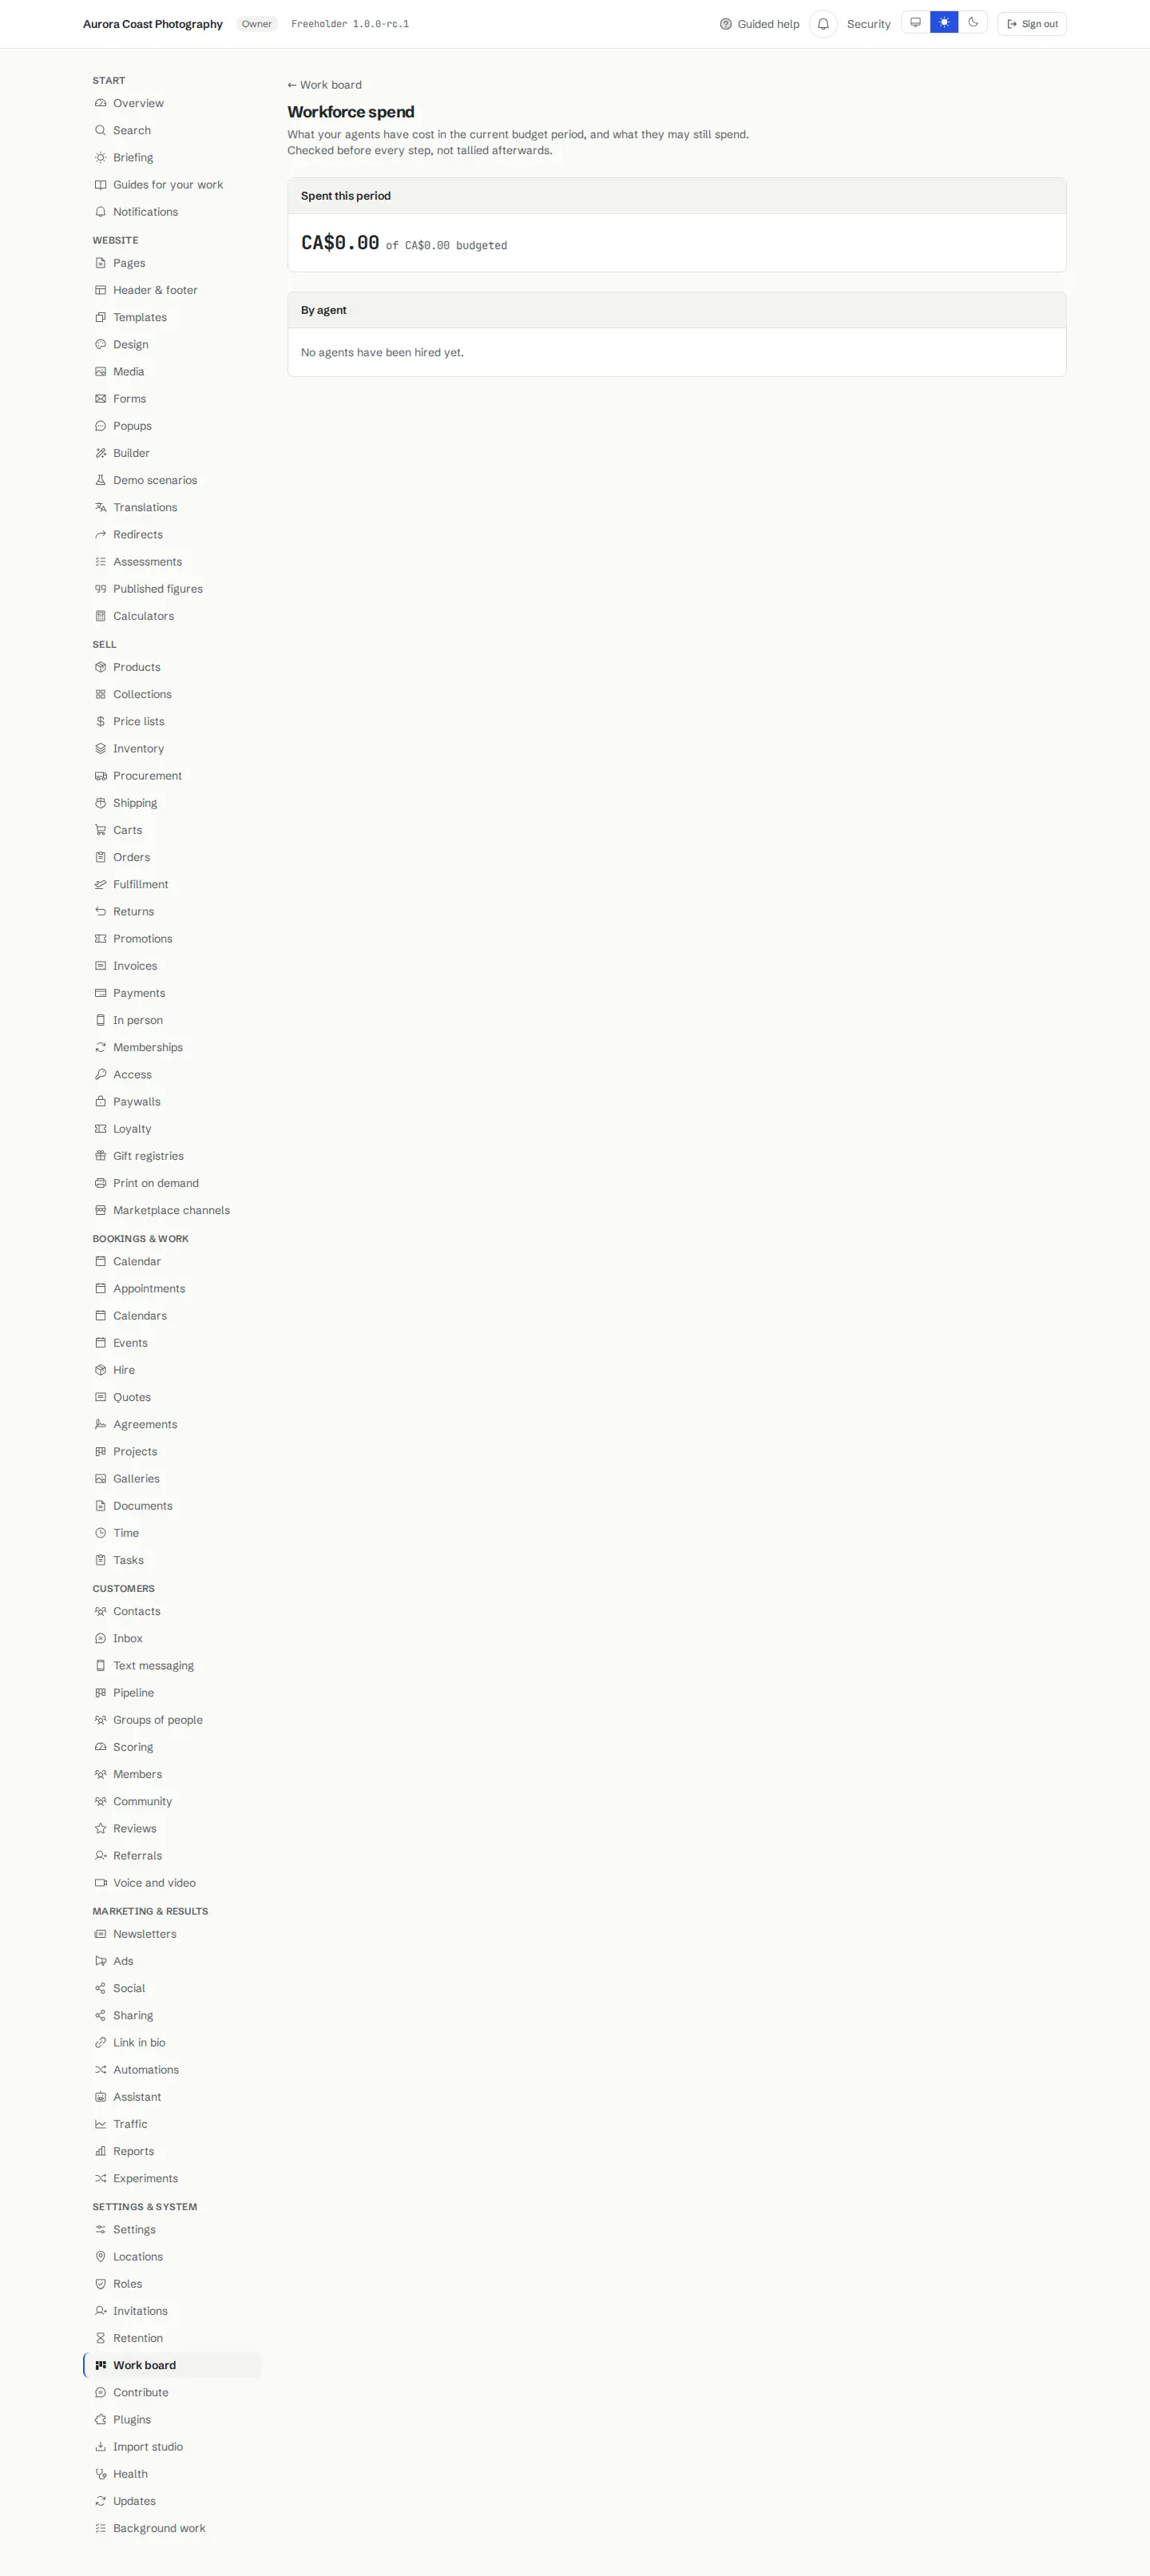 Aurora Coast Photography Owner Freeholder 1.0.0-rc.1 Guided help Security Sign out
START
Overview
Search
Briefing
Guides for your work
Notifications
WEBSITE
Pages
Header & footer
Templates
Design
Media
Forms
Popups
Builder
Demo scenarios
Translations
Redirects
Assessments
Published figures
Calculators
SELL
Products
Collections
Price lists
Inventory
Procurement
Shipping
Carts
Orders
Fulfillment
Returns
Promotions
Invoices
Payments
In person
Memberships
Access
Paywalls
Loyalty
Gift registries
Print on demand
Marketplace channels
BOOKINGS & WORK
Calendar
Appointments
Calendars
Events
Hire
Quotes
Agreements
Projects
Galleries
Documents
Time
Tasks
CUSTOMERS
Contacts
Inbox
Text messaging
Pipeline
Groups of people
Scoring
Members
Community
Reviews
Referrals
Voice and video
MARKETING & RESULTS
Newsletters
Ads
Social
Sharing
Link in bio
Automations
Assistant
Traffic
Reports
Experiments
SETTINGS & SYSTEM
Settings
Locations
Roles
Invitations
Retention
Work board
Contribute
Plugins
Import studio
Health
Updates
Background work
← Work board
Workforce spend
What your agents have cost in the current budget period, and what they may still spend.
Checked before every step, not tallied afterwards.
Spent this period
CA$0.00 of CA$0.00 budgeted
By agent
No agents have been hired yet.